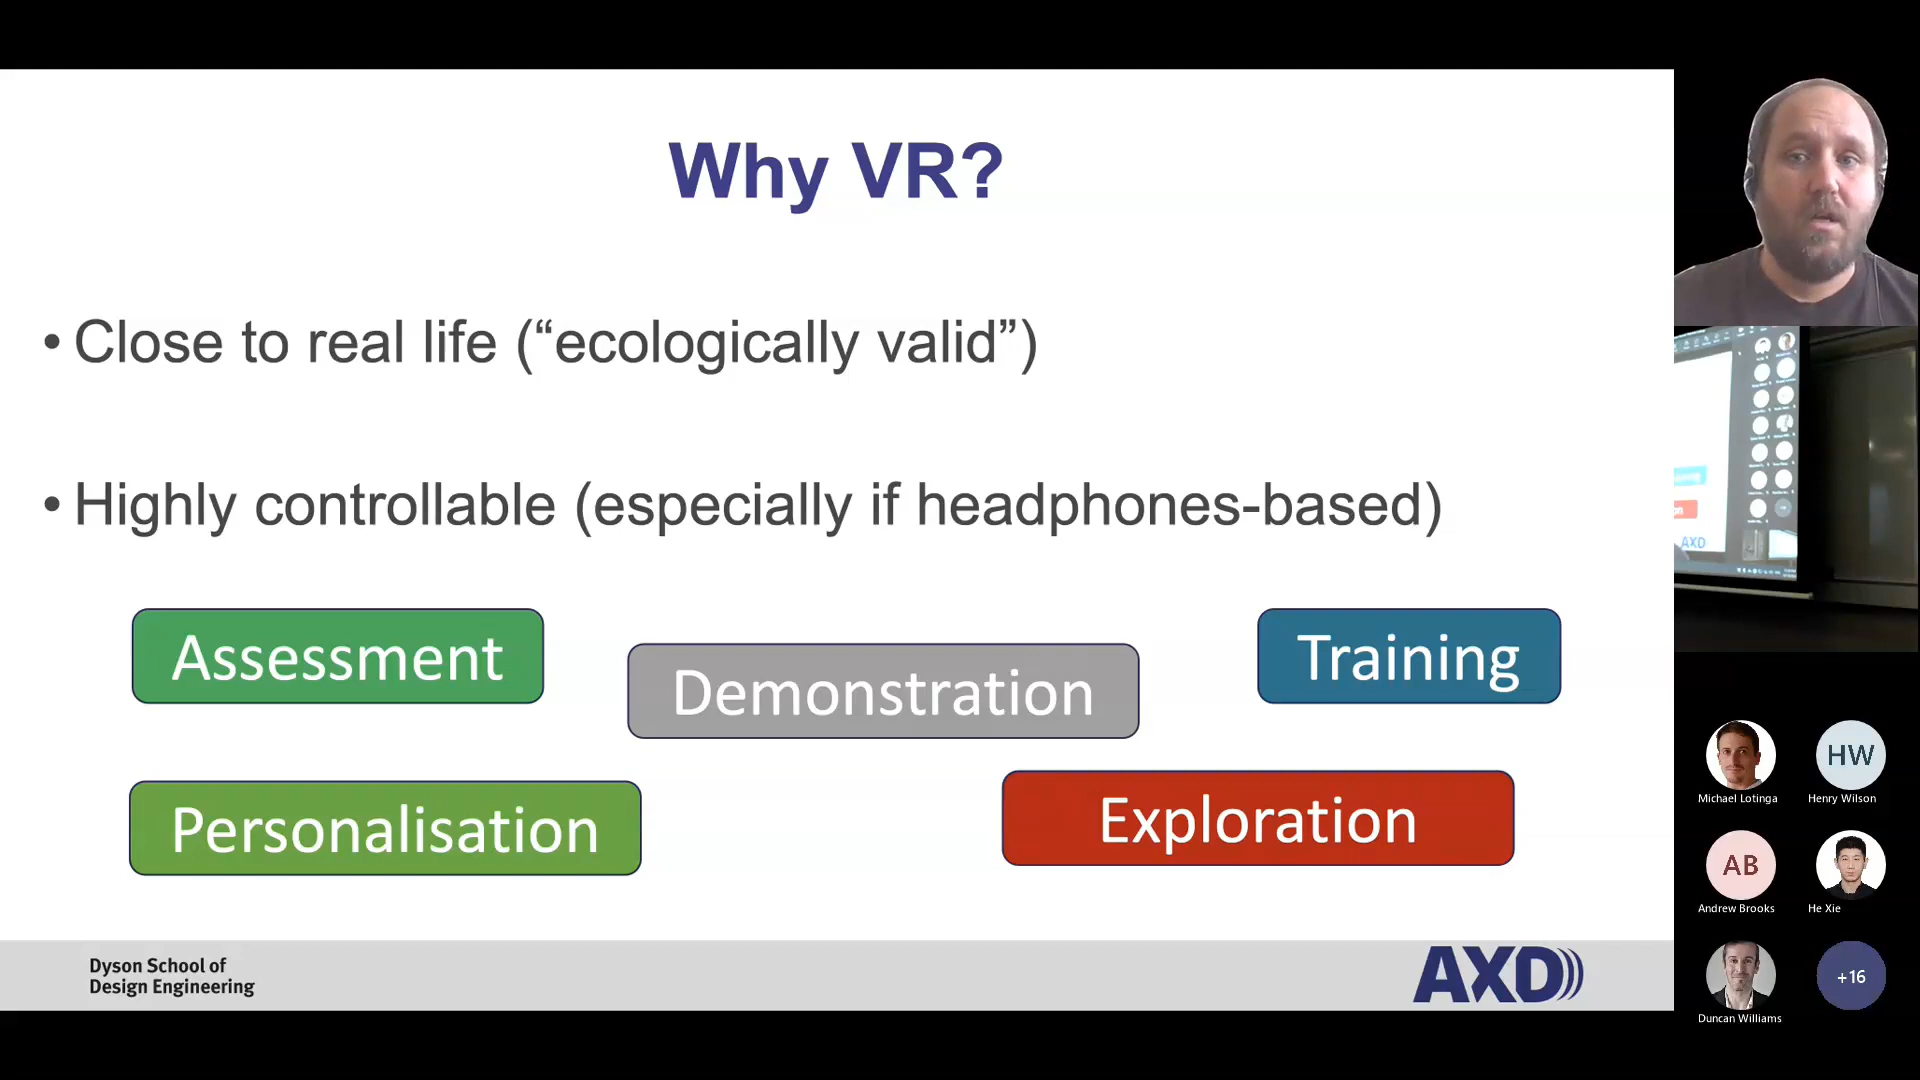 Why VR?
• Close to real life (“ecologically valid”)
• Highly controllable (especially if headphones-based)
Assessment
Demonstration
Training
Personalisation
Exploration
Dyson School of
Design Engineering
AXD
AXD
HW
Michael Lotinga
Henry Wilson
AB
Andrew Brooks
He Xie
+16
Duncan Williams